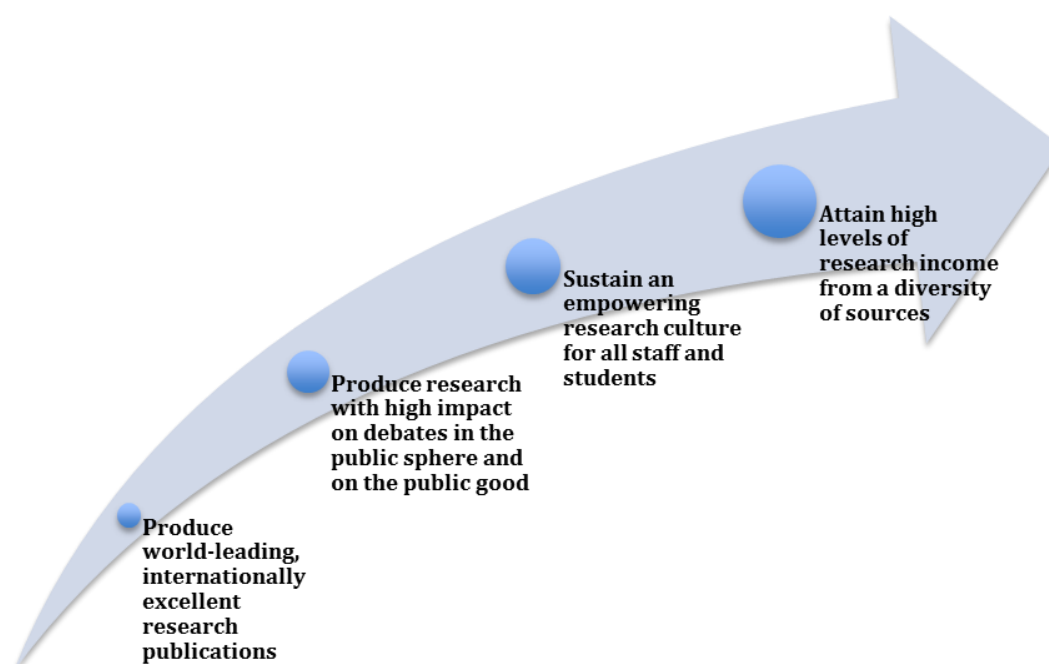 Produce
world-leading,
internationally
excellent
research
publications
Produce research
with high impact
on debates in the
public sphere and
on the public good
Sustain an
empowering
research culture
for all staff and
students
Attain high
levels of
research income
from a diversity
of sources